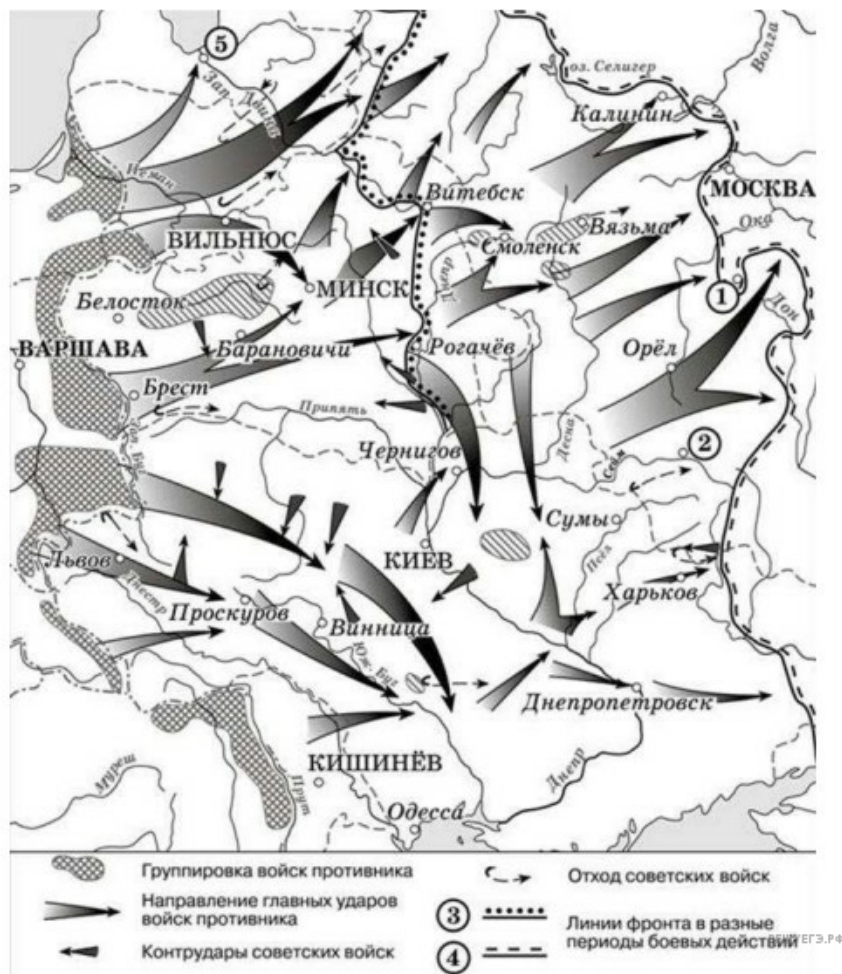 5
оз. Селигер
Волга
Зап. Двина
Калинин
Неман
МОСКВА
Витебск
Ока
ВИЛЬНЮС
Смоленск
Вязьма
Днепр
МИНСК
1
Белосток
Дон
ВАРШАВА
Барановичи
Рогачёв
Орёл
Брест
Припять
Зап. Буг
Чернигов
Десна
Сейм
2
Сумы
Львов
КИЕВ
Псёл
Днестр
Харьков
Проскуров
Винница
Юж. Буг
Днепропетровск
КИШИНЁВ
Муреш
Прут
Днепр
Одесса
Группировка войск противника
Направление главных ударов
войск противника
Контрудары советских войск
Отход советских войск
3
4
Линии фронта в разные
периоды боевых действий
РЕШУЕГЭ.РФ